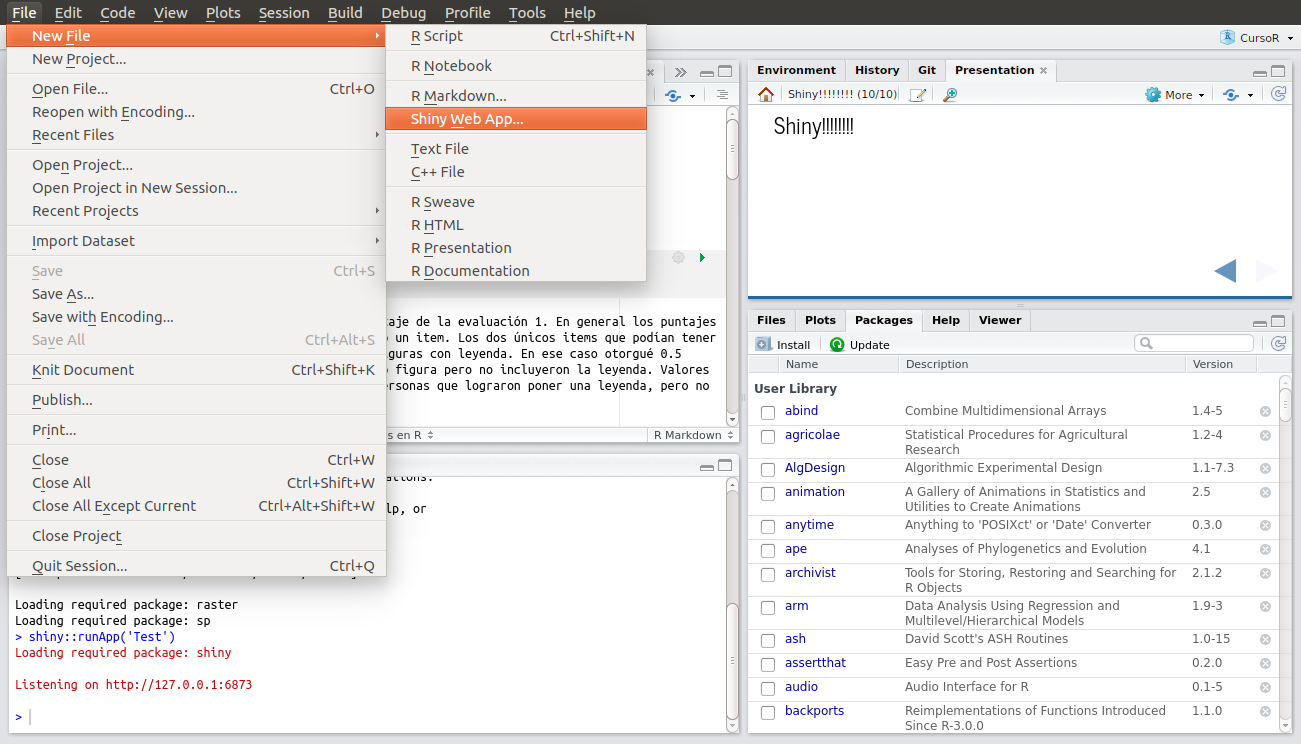 File Edit Code View Plots Session Build Debug Profile Tools Help
New File
New Project...
Open File... Ctrl+O
Reopen with Encoding...
Recent Files
Open Project...
Open Project in New Session...
Recent Projects
Import Dataset
Save Ctrl+S
Save As...
Save with Encoding...
Save All Ctrl+Alt+S
Knit Document Ctrl+Shift+K
Publish...
Print...
Close Ctrl+W
Close All Ctrl+Shift+W
Close All Except Current Ctrl+Alt+Shift+W
Close Project
Quit Session... Ctrl+Q
R Script Ctrl+Shift+N
R Notebook
R Markdown...
Shiny Web App...
Text File
C++ File
R Sweave
R HTML
R Presentation
R Documentation
CursoR
taje de la evaluación 1. En general los puntajes
un item. Los dos únicos items que podían tener
guras con leyenda. En ese caso otorgué 0.5
figura pero no incluyeron la leyenda. Valores
ersonas que lograron poner una leyenda, pero no
s en R R Markdown
ations.
lp, or
Loading required package: raster
Loading required package: sp
> shiny::runApp('Test')
Loading required package: shiny
Listening on http://127.0.0.1:6873
>
Environment History Git Presentation
Shiny!!!!!!!! (10/10) More
Shiny!!!!!!!!
Files Plots Packages Help Viewer
Install Update
Name Description Version
User Library
abind Combine Multidimensional Arrays 1.4-5
agricolae Statistical Procedures for Agricultural 1.2-4
Research
AlgDesign Algorithmic Experimental Design 1.1-7.3
animation A Gallery of Animations in Statistics and 2.5
Utilities to Create Animations
anytime Anything to 'POSIXct' or 'Date' Converter 0.3.0
ape Analyses of Phylogenetics and Evolution 4.1
archivist Tools for Storing, Restoring and Searching for 2.1.2
R Objects
arm Data Analysis Using Regression and 1.9-3
Multilevel/Hierarchical Models
ash David Scott's ASH Routines 1.0-15
assertthat Easy Pre and Post Assertions 0.2.0
audio Audio Interface for R 0.1-5
backports Reimplementations of Functions Introduced 1.1.0
Since R-3.0.0